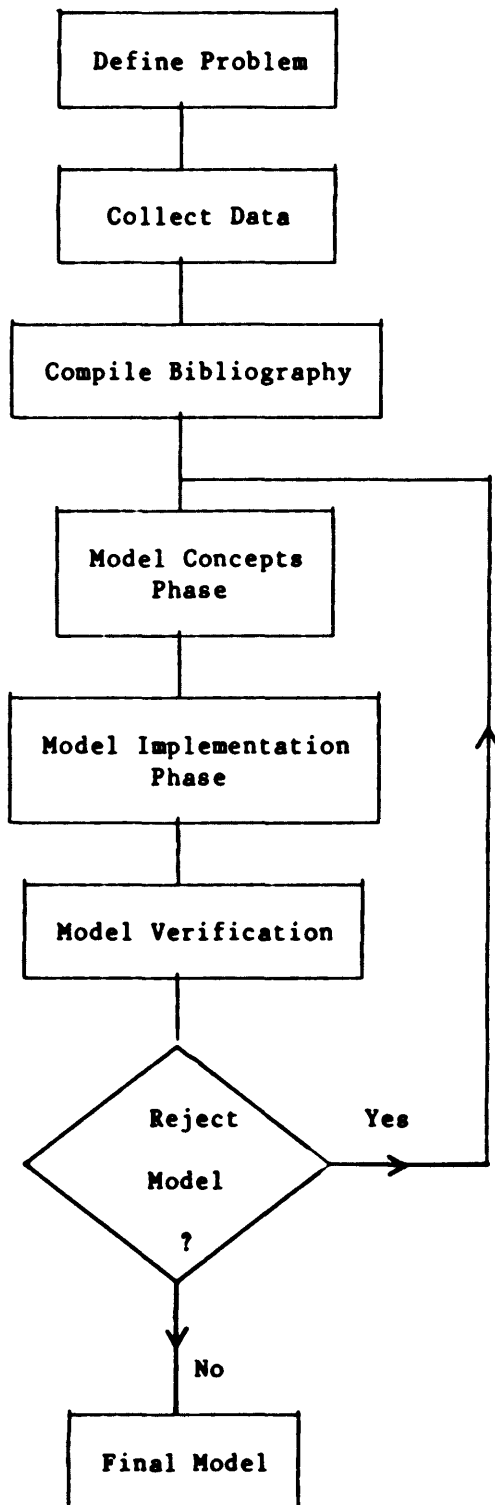 Define Problem
Collect Data
Compile Bibliography
Model Concepts
Phase
Model Implementation
Phase
Model Verification
Reject
Model
?
Yes
No
Final Model